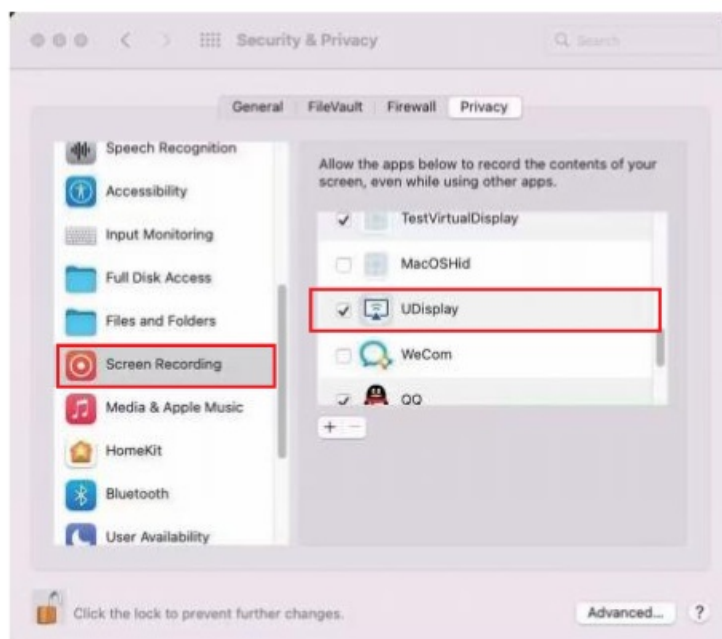 Security & Privacy
Search
General FileVault Firewall Privacy
Speech Recognition
Accessibility
Input Monitoring
Full Disk Access
Files and Folders
Screen Recording
Media & Apple Music
HomeKit
Bluetooth
User Availability
Allow the apps below to record the contents of your
screen, even while using other apps.
TestVirtualDisplay
MacOSHid
UDisplay
WeCom
QQ
+ −
Click the lock to prevent further changes.
Advanced... ?